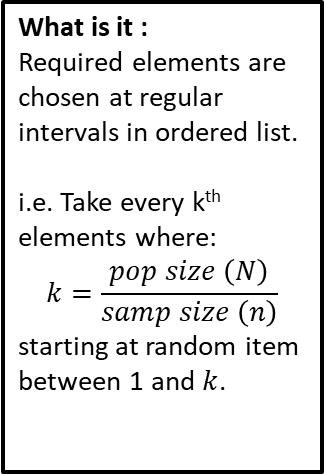 What is it :
Required elements are
chosen at regular
intervals in ordered list.
i.e. Take every kᵗʰ
elements where:
k = pop size (N) / samp size (n)
starting at random item
between 1 and k.